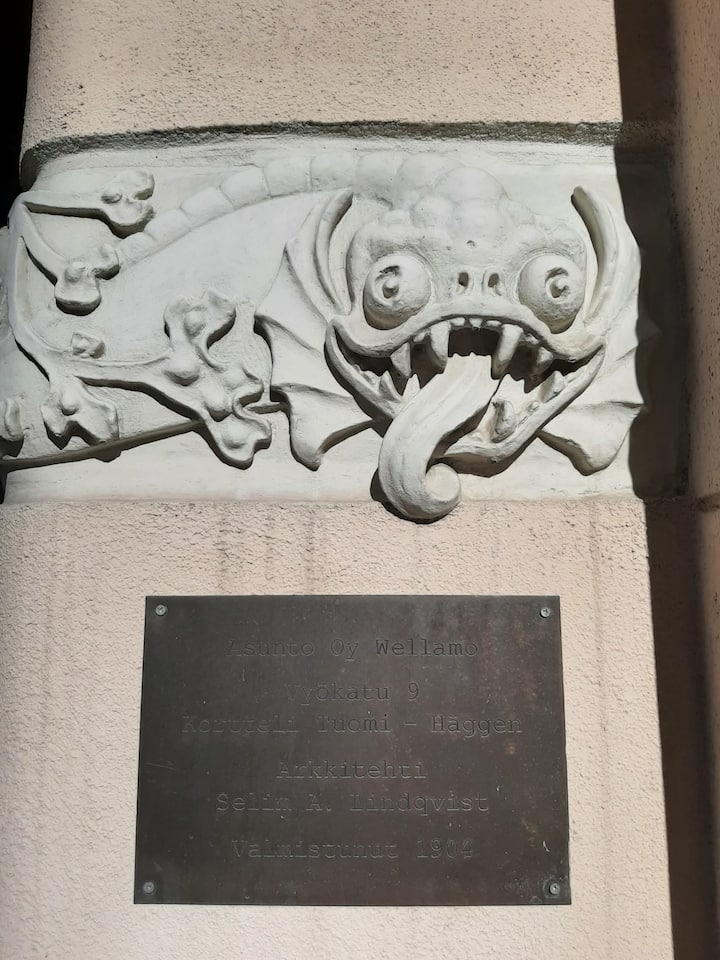 Asunto Oy Wellamo
Vyökatu 9
Kortteli Tuomi - Häggen
Arkkitehti
Selim A. Lindqvist
Valmistunut 1904